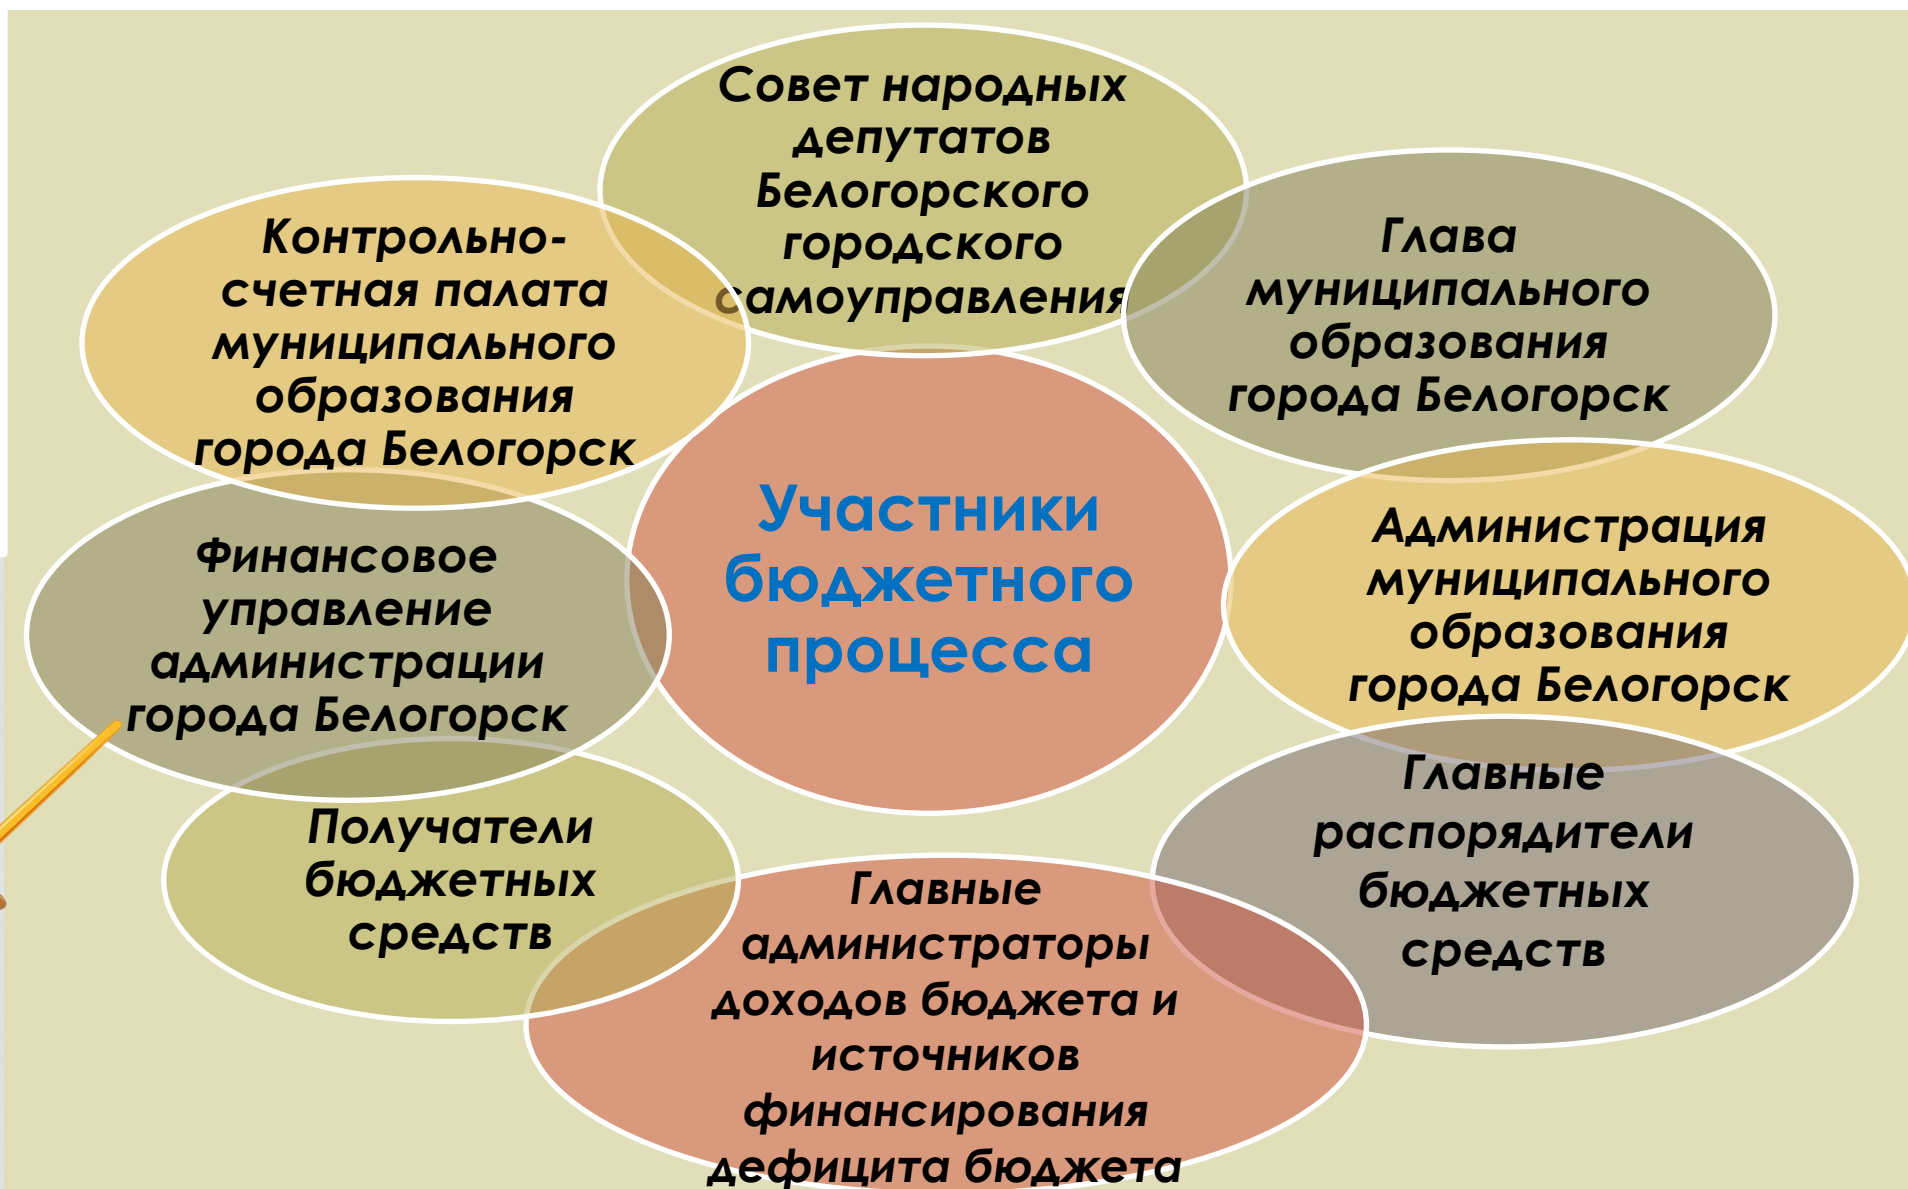 Совет народных
депутатов
Белогорского
городского
самоуправления
Глава
муниципального
образования
города Белогорск
Администрация
муниципального
образования
города Белогорск
Главные
распорядители
бюджетных
средств
Главные
администраторы
доходов бюджета и
источников
финансирования
дефицита бюджета
Получатели
бюджетных
средств
Финансовое
управление
администрации
города Белогорск
Контрольно-
счетная палата
муниципального
образования
города Белогорск
Участники
бюджетного
процесса